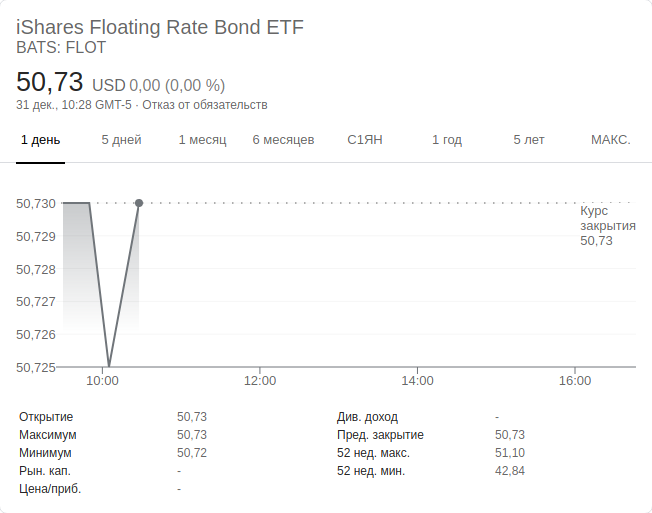 iShares Floating Rate Bond ETF
BATS: FLOT
50,73 USD 0,00 (0,00 %)
31 дек., 10:28 GMT-5 · Отказ от обязательств
1 день 5 дней 1 месяц 6 месяцев С1ЯН 1 год 5 лет МАКС.
50,730
Курс
закрытия
50,73
50,729
50,728
50,727
50,726
50,725
10:00 12:00 14:00 16:00
Открытие 50,73 Див. доход -
Максимум 50,73 Пред. закрытие 50,73
Минимум 50,72 52 нед. макс. 51,10
Рын. кап. - 52 нед. мин. 42,84
Цена/приб. -